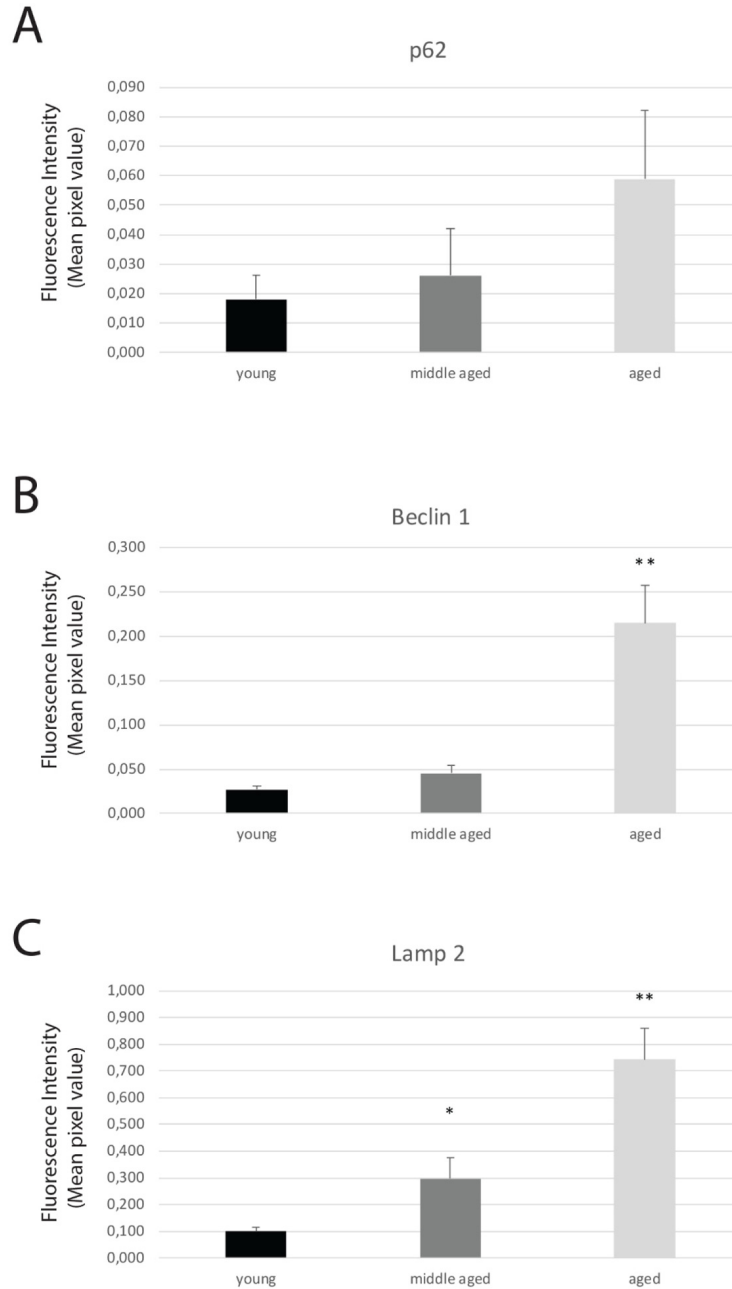 A
p62
Fluorescence Intensity
(Mean pixel value)
0,090
0,080
0,070
0,060
0,050
0,040
0,030
0,020
0,010
0,000
young middle aged aged
B
Beclin 1
Fluorescence Intensity
(Mean pixel value)
0,300
**
0,250
0,200
0,150
0,100
0,050
0,000
young middle aged aged
C
Lamp 2
Fluorescence Intensity
(Mean pixel value)
1,000
**
0,900
0,800
0,700
0,600
*
0,500
0,400
0,300
0,200
0,100
0,000
young middle aged aged